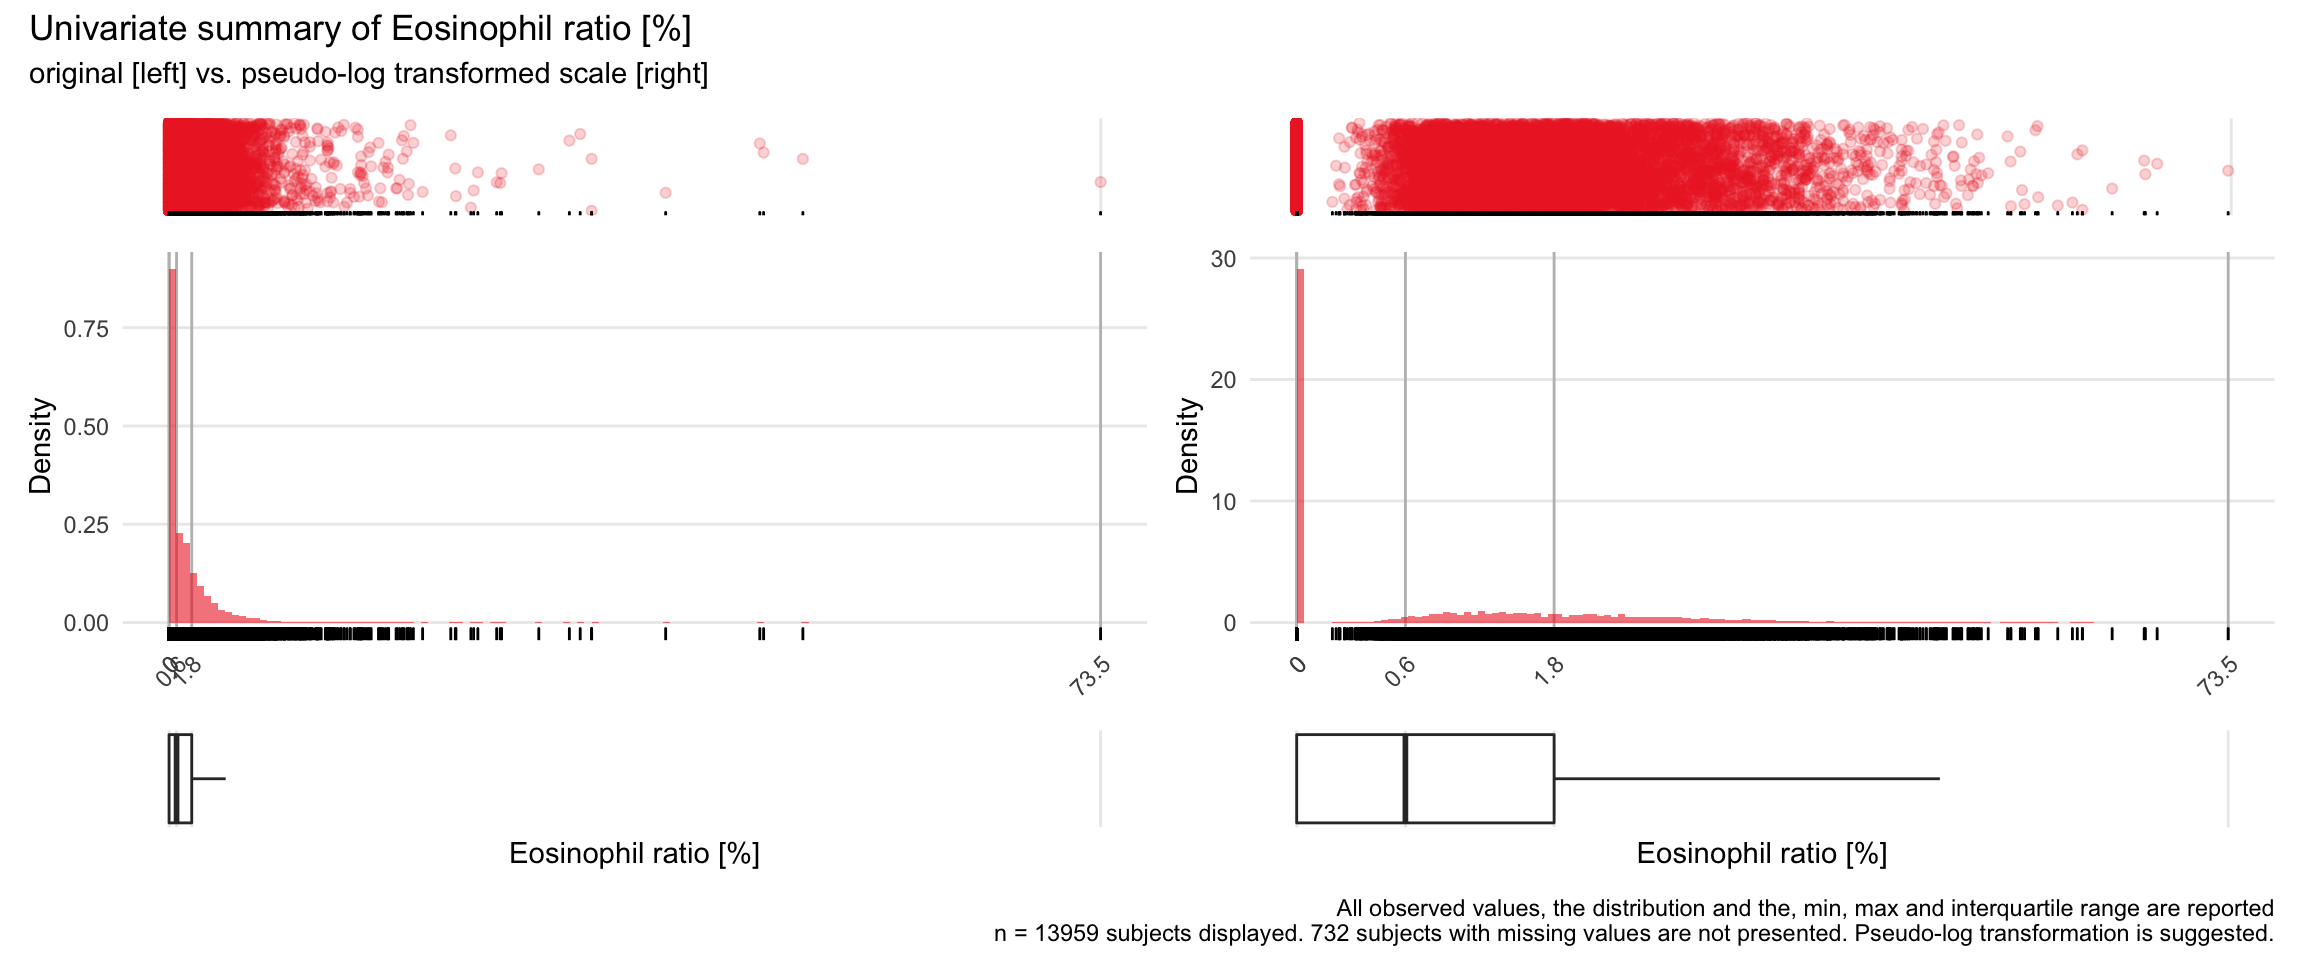 Univariate summary of Eosinophil ratio [%]
original [left] vs. pseudo-log transformed scale [right]
Density
0.75
0.50
0.25
0.00
0
0.6
1.8
73.5
Eosinophil ratio [%]
Density
30
20
10
0
0
0.6
1.8
73.5
Eosinophil ratio [%]
All observed values, the distribution and the, min, max and interquartile range are reported
n = 13959 subjects displayed. 732 subjects with missing values are not presented. Pseudo-log transformation is suggested.